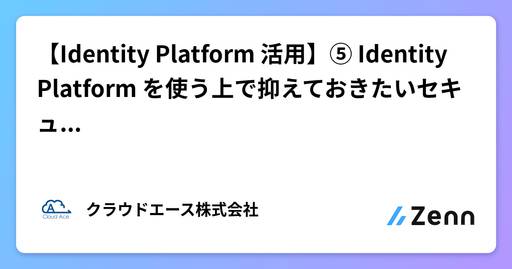 【Identity Platform 活用】⑤ Identity
Platform を使う上で抑えておきたいセキ
ュ...
Cloud Ace
クラウドエース株式会社
Zenn